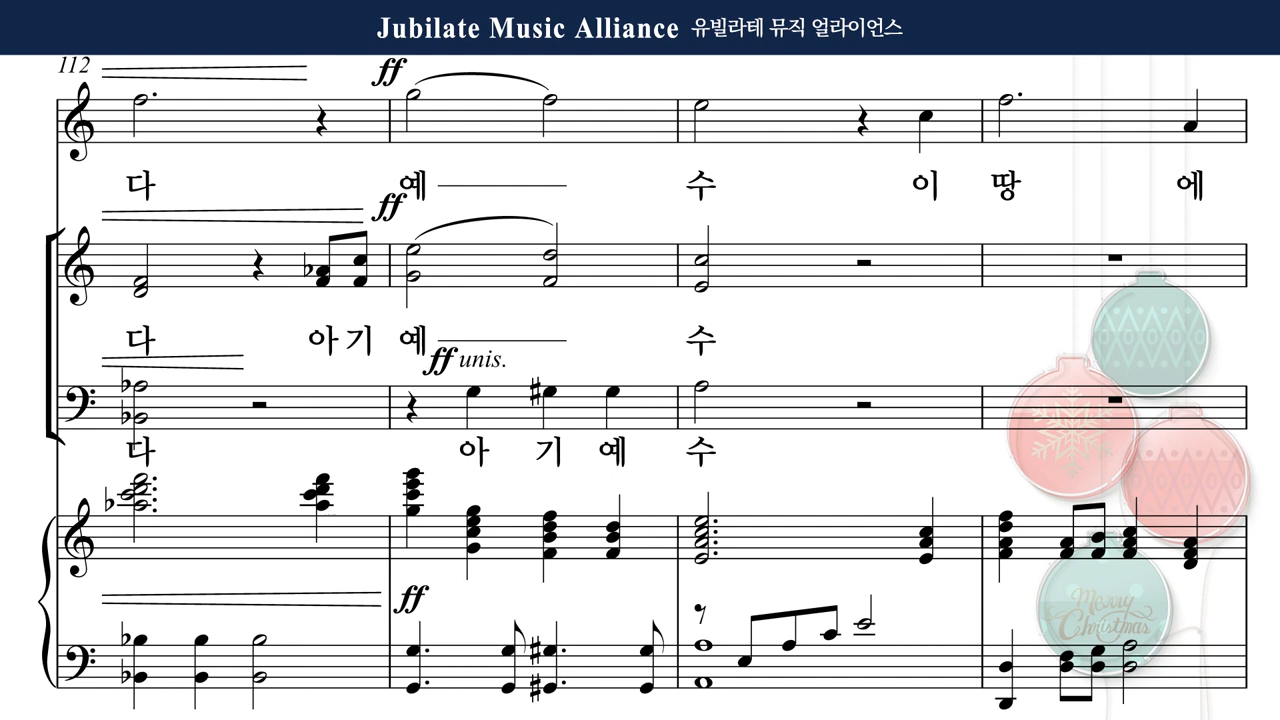 Jubilate Music Alliance 유빌라테 뮤직 얼라이언스
112 ff
다 예 수 이 땅 에
ff
다 아 기 예 수
ff unis.
다 아 기 예 수
ff
Merry
Christmas